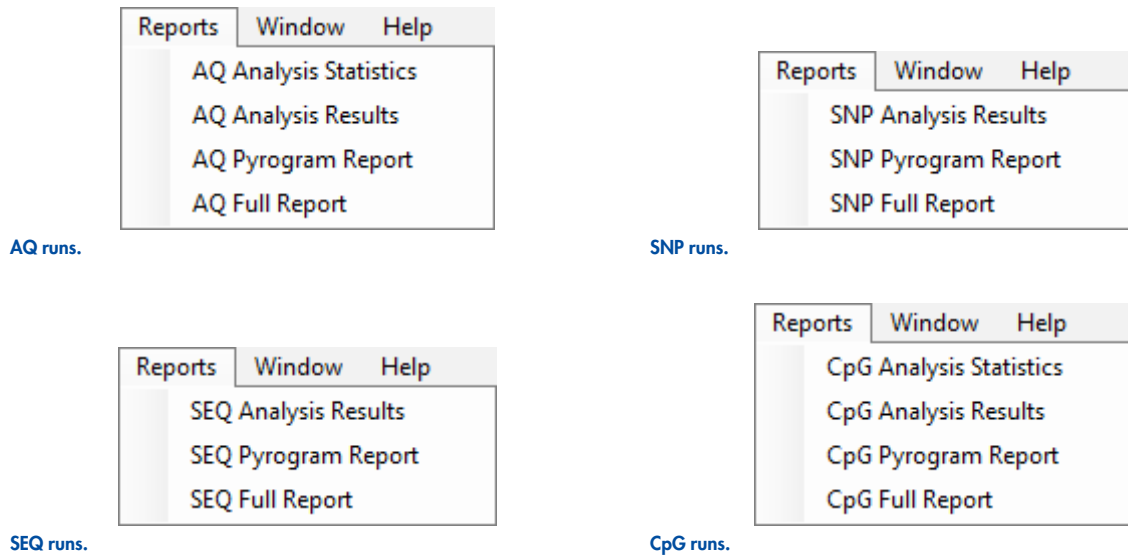 Reports Window Help
AQ Analysis Statistics
AQ Analysis Results
AQ Pyrogram Report
AQ Full Report
AQ runs.
Reports Window Help
SNP Analysis Results
SNP Pyrogram Report
SNP Full Report
SNP runs.
Reports Window Help
SEQ Analysis Results
SEQ Pyrogram Report
SEQ Full Report
SEQ runs.
Reports Window Help
CpG Analysis Statistics
CpG Analysis Results
CpG Pyrogram Report
CpG Full Report
CpG runs.